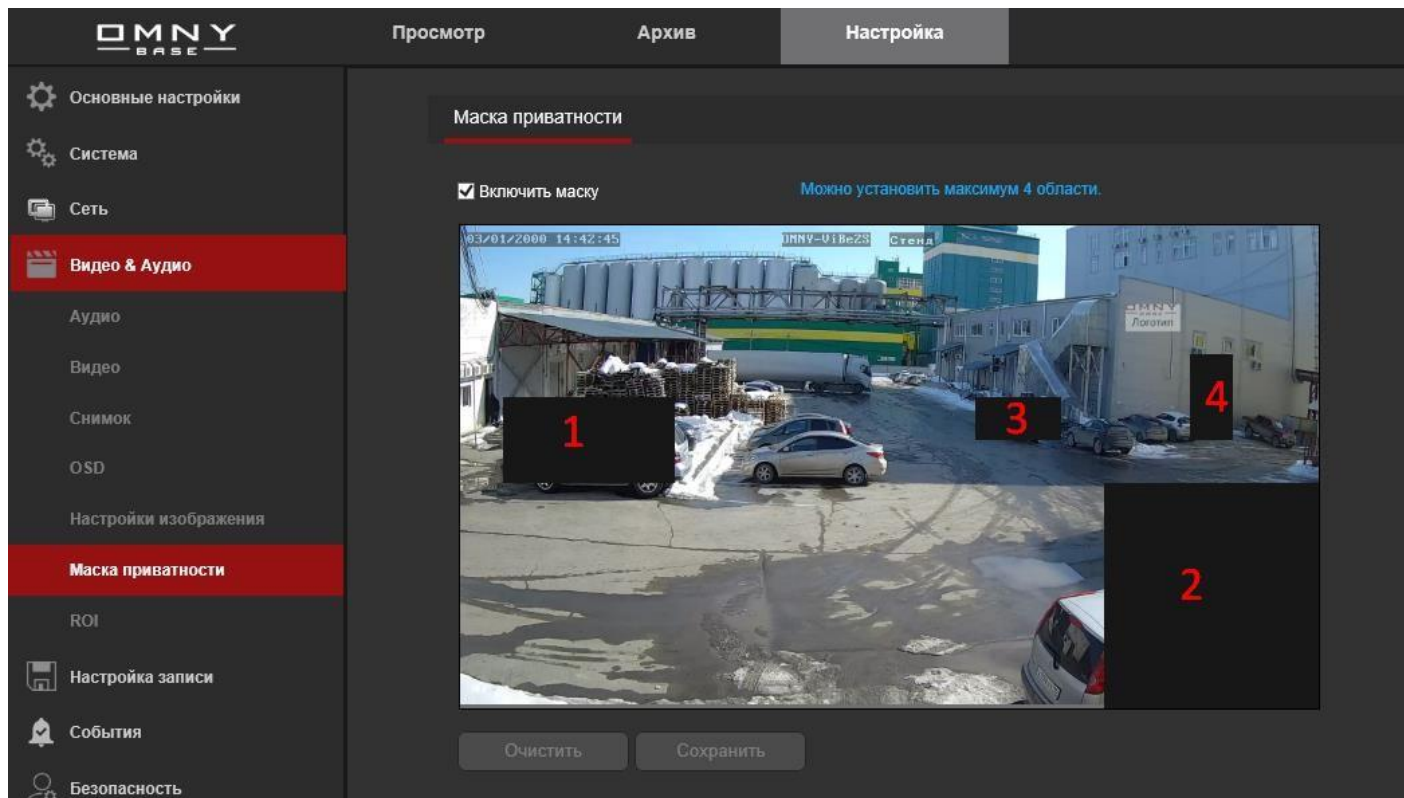 OMNY
BASE
Просмотр
Архив
Настройка
Основные настройки
Система
Сеть
Видео & Аудио
Аудио
Видео
Снимок
OSD
Настройки изображения
Маска приватности
ROI
Настройка записи
События
Безопасность
Маска приватности
Включить маску
Можно установить максимум 4 области.
03/01/2000 14:42:45
OMNY-ViBeZS Стенд
OMNY
BASE
Логотип
1
3
4
2
Очистить
Сохранить